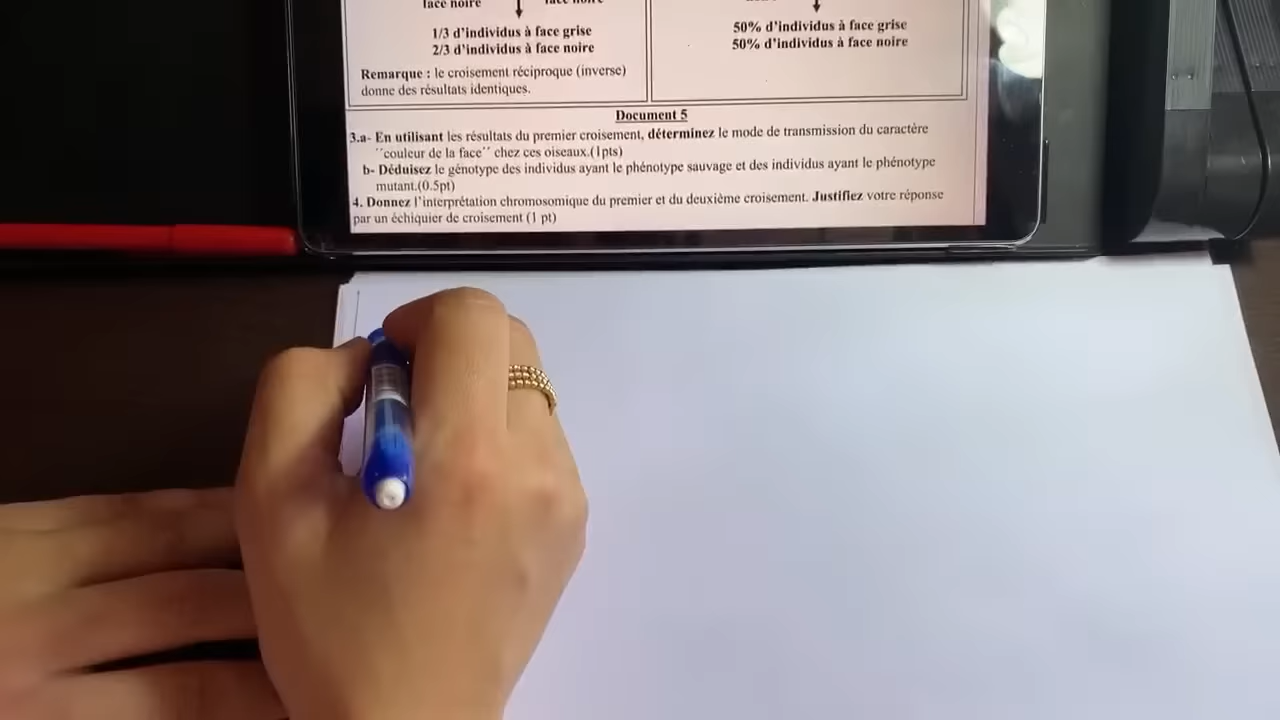 face noire face noire
1/3 d'individus à face grise
2/3 d'individus à face noire
Remarque : le croisement réciproque (inverse)
donne des résultats identiques.
50% d'individus à face grise
50% d'individus à face noire
Document 5
3.a- En utilisant les résultats du premier croisement, déterminez le mode de transmission du caractère
´´couleur de la face´´ chez ces oiseaux.(1pts)
b- Déduisez le génotype des individus ayant le phénotype sauvage et des individus ayant le phénotype
mutant.(0.5pt)
4. Donnez l'interprétation chromosomique du premier et du deuxième croisement. Justifiez votre réponse
par un échiquier de croisement (1 pt)